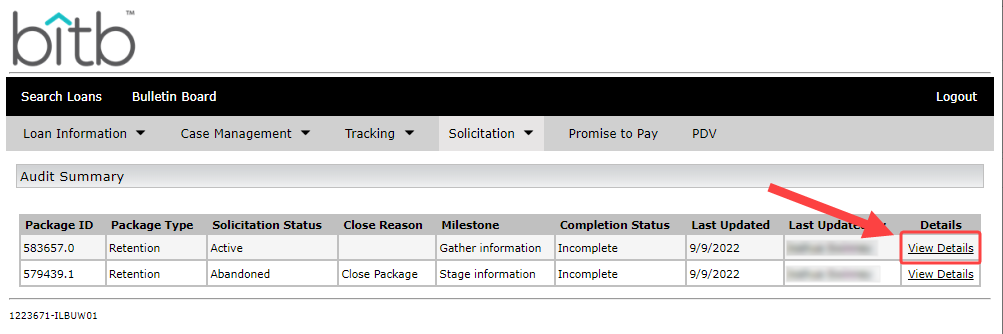 bitb™
Search Loans Bulletin Board Logout
Loan Information Case Management Tracking Solicitation Promise to Pay PDV
Audit Summary
Package ID Package Type Solicitation Status Close Reason Milestone Completion Status Last Updated Last Updated Details
583657.0 Retention Active Gather information Incomplete 9/9/2022 View Details
579439.1 Retention Abandoned Close Package Stage information Incomplete 9/9/2022 View Details
1223671-ILBUW01